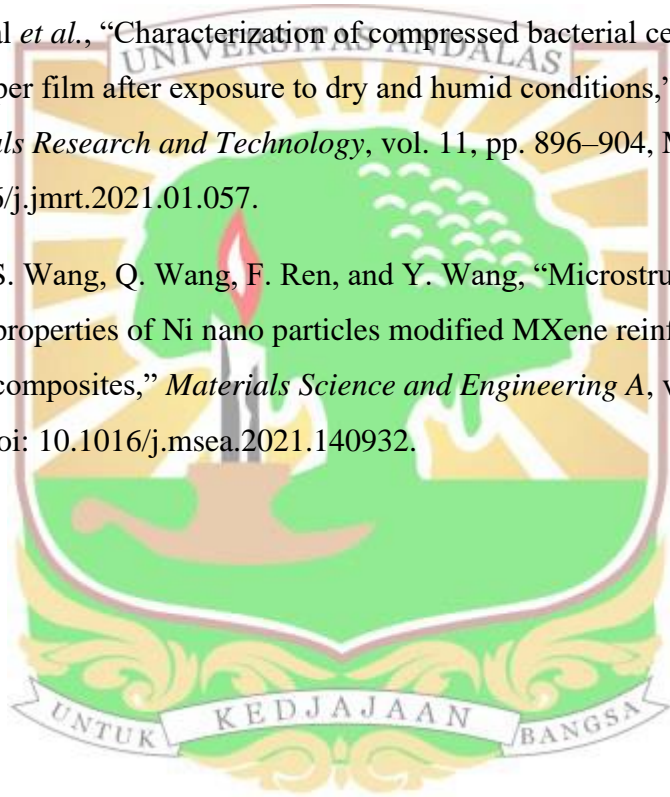 al et al., “Characterization of compressed bacterial ce
UNIVERSITAS ANDALAS
per film after exposure to dry and humid conditions,”
ls Research and Technology, vol. 11, pp. 896–904, M
6/j.jmrt.2021.01.057.
S. Wang, Q. Wang, F. Ren, and Y. Wang, “Microstru
properties of Ni nano particles modified MXene reinf
composites,” Materials Science and Engineering A, v
oi: 10.1016/j.msea.2021.140932.
UNTUK KEDJAJAAN BANGSA